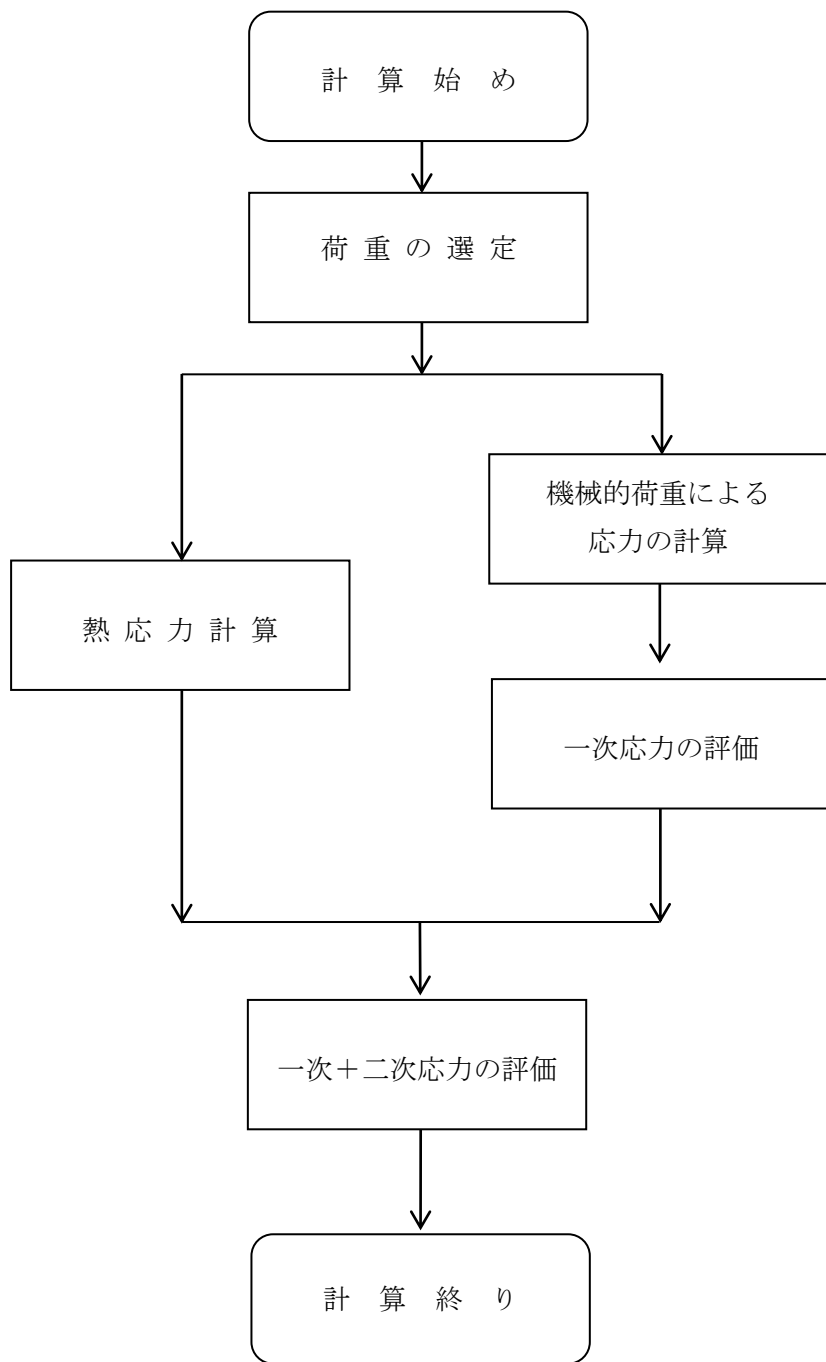 計 算 始 め
荷 重 の 選 定
機械的荷重による
応力の計算
熱 応 力 計 算
一次応力の評価
一次＋二次応力の評価
計 算 終 り